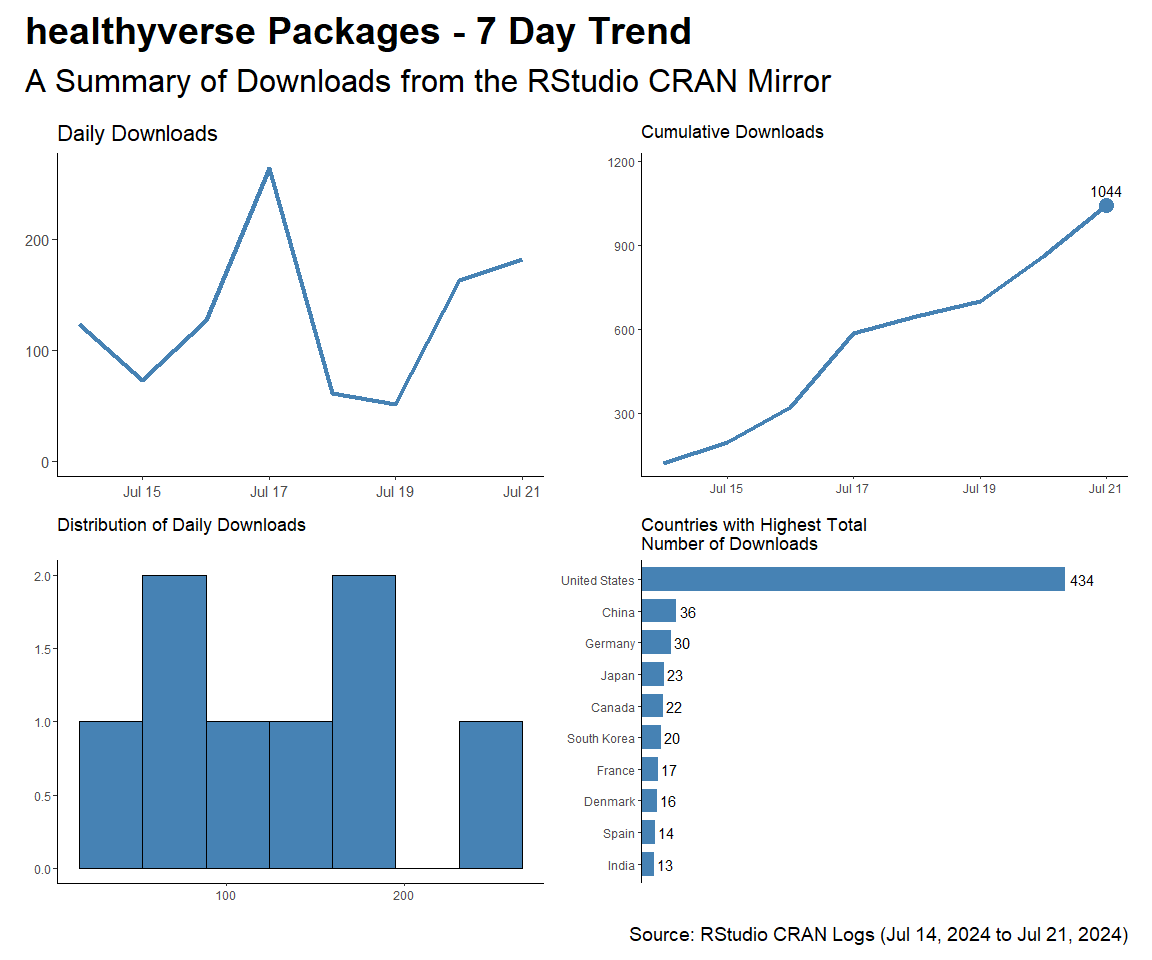 healthyverse Packages - 7 Day Trend
A Summary of Downloads from the RStudio CRAN Mirror
Daily Downloads
200
100
0
Jul 15 Jul 17 Jul 19 Jul 21
Cumulative Downloads
1200
900
600
300
1044
Jul 15 Jul 17 Jul 19 Jul 21
Distribution of Daily Downloads
2.0
1.5
1.0
0.5
0.0
100 200
Countries with Highest Total
Number of Downloads
United States 434
China 36
Germany 30
Japan 23
Canada 22
South Korea 20
France 17
Denmark 16
Spain 14
India 13
Source: RStudio CRAN Logs (Jul 14, 2024 to Jul 21, 2024)